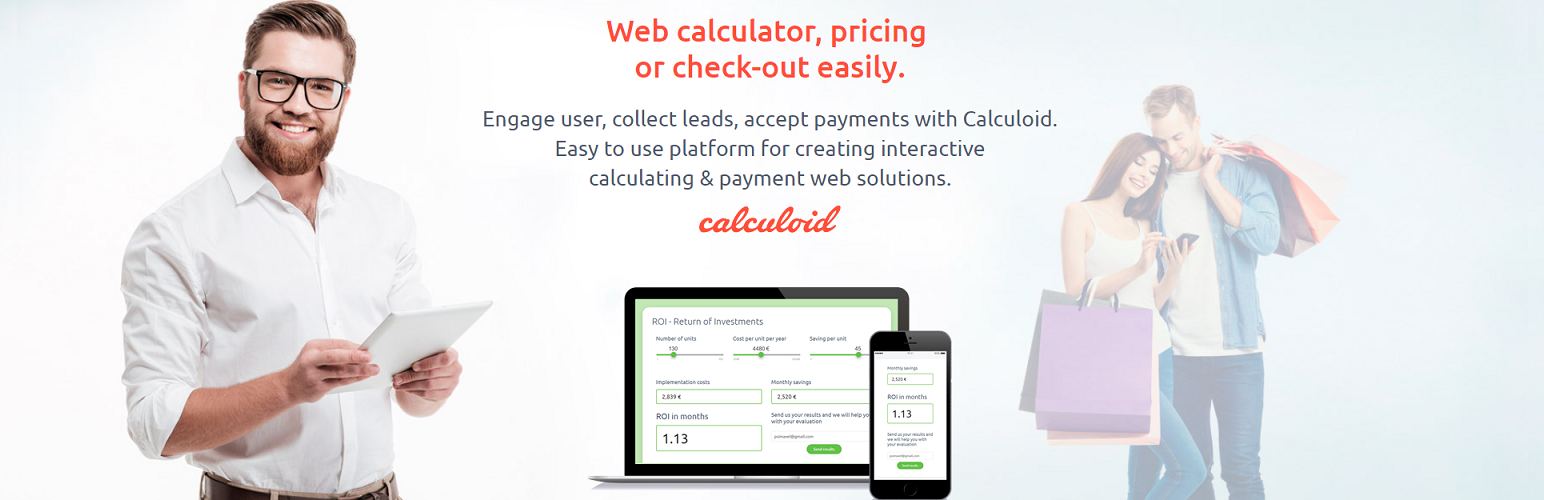 Web calculator, pricing
or check-out easily.
Engage user, collect leads, accept payments with Calculoid.
Easy to use platform for creating interactive
calculating & payment web solutions.
calculoid
ROI - Return of Investments
Number of units
Cost per unit per year
Saving per unit
130
4480 €
45
Implementation costs
Monthly savings
2,839 €
2,520 €
ROI in months
Send us your results and we will help you
with your evaluation
1.13
Send results
Monthly savings
2,520 €
ROI in months
1.13
Send us your results and
we will help you with
your evaluation
Send results